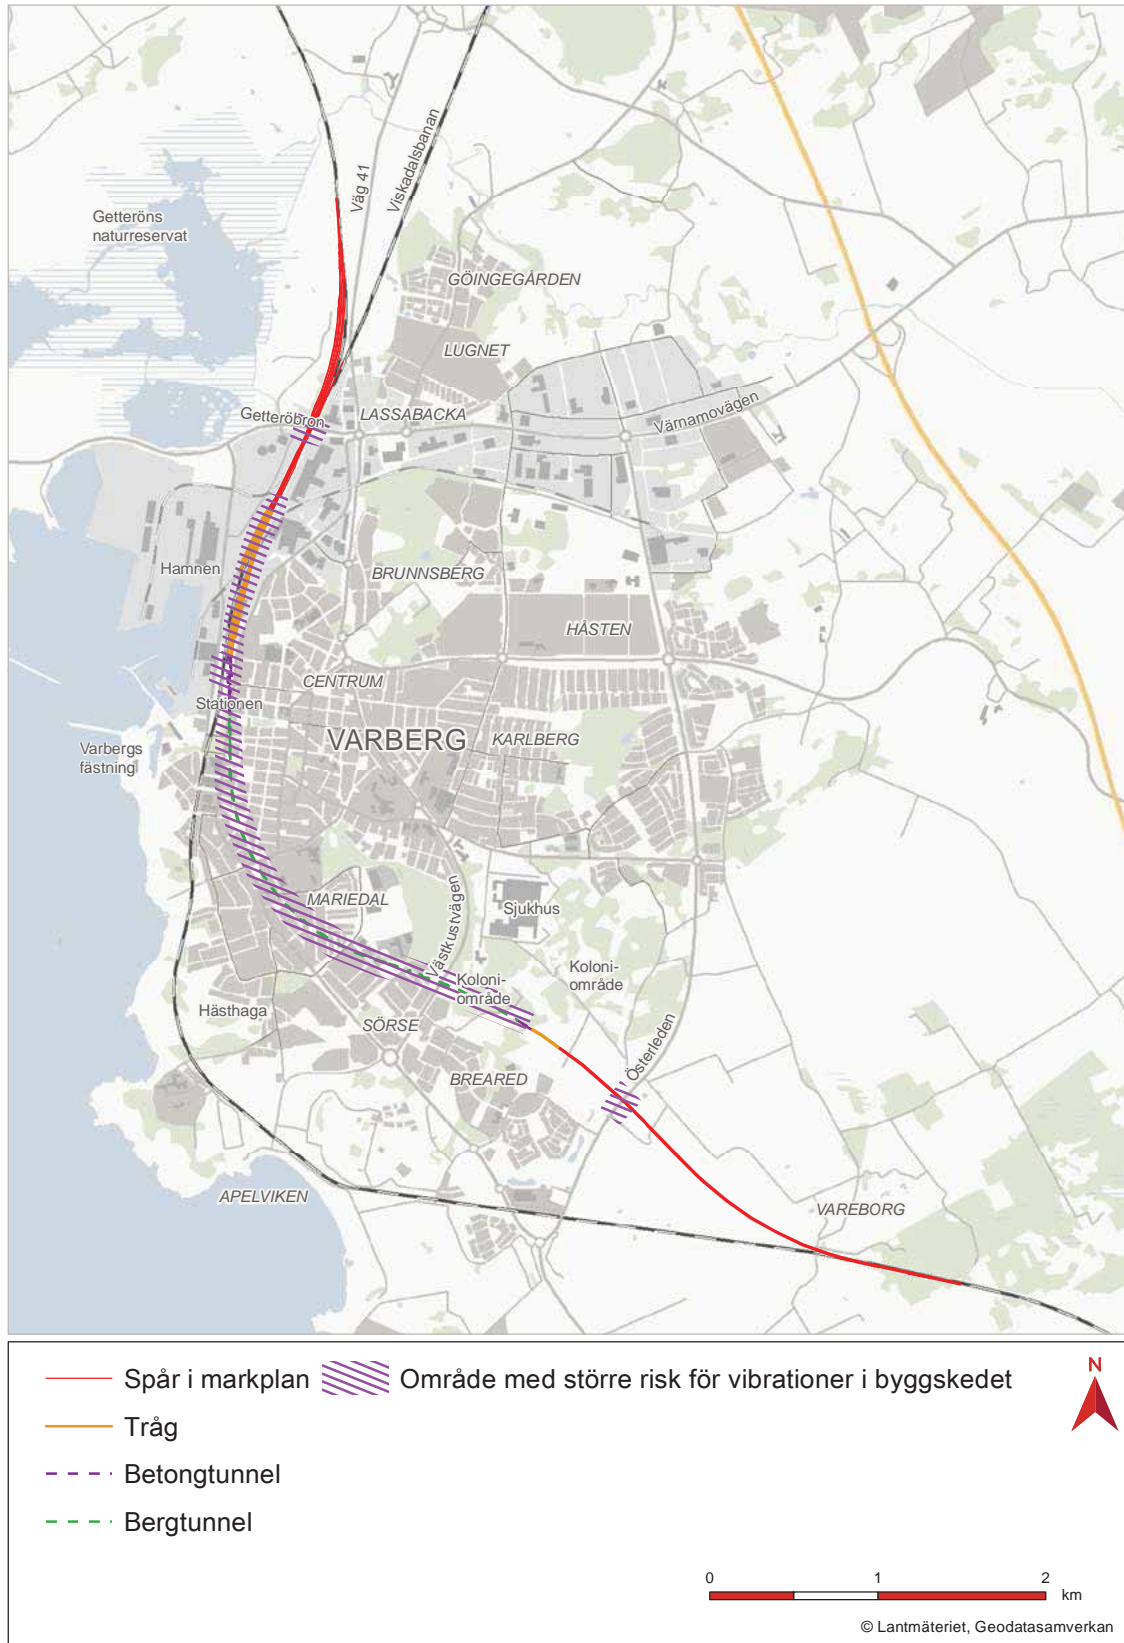 Väg 41
Viskadalsbanan
Getteröns
naturreservat
GÖINGEGÅRDEN
LUGNET
Getteröbron
LASSABACKA
Värnamovägen
Hamnen
BRUNNSBERG
HÅSTEN
CENTRUM
Stationen
VARBERG
KARLBERG
Varbergs
fästning
MARIEDAL
Västkustvägen
Sjukhus
Koloni-
område
Koloni-
område
Hästhaga
SÖRSE
Österleden
BREARED
APELVIKEN
VAREBORG
Spår i markplan
Område med större risk för vibrationer i byggskedet
N
Tråg
Betongtunnel
Bergtunnel
0 1 2
km
© Lantmäteriet, Geodatasamverkan